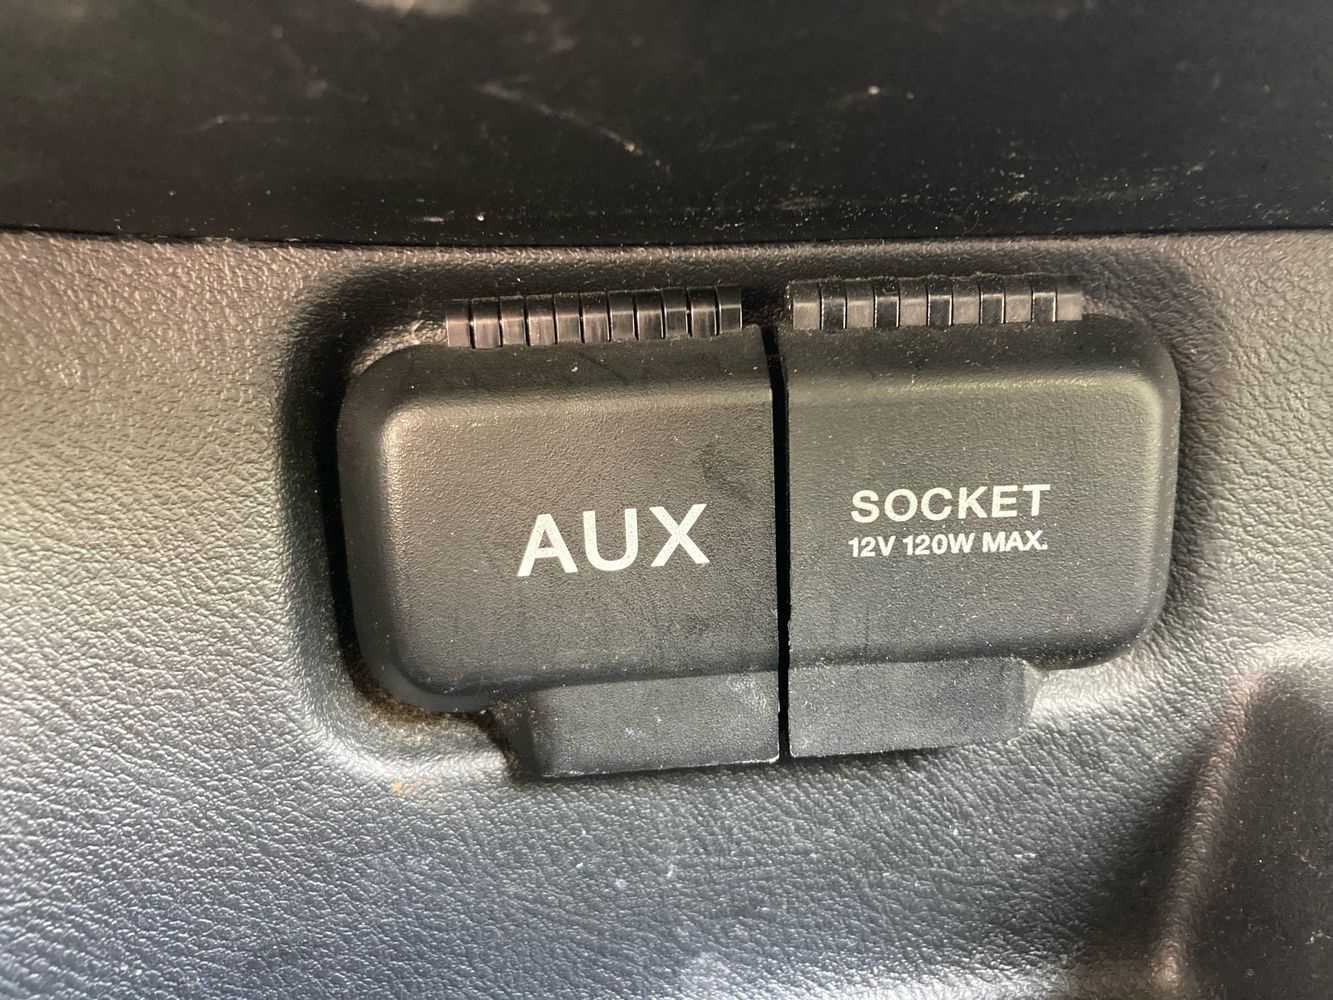 AUX
SOCKET
12V 120W MAX.